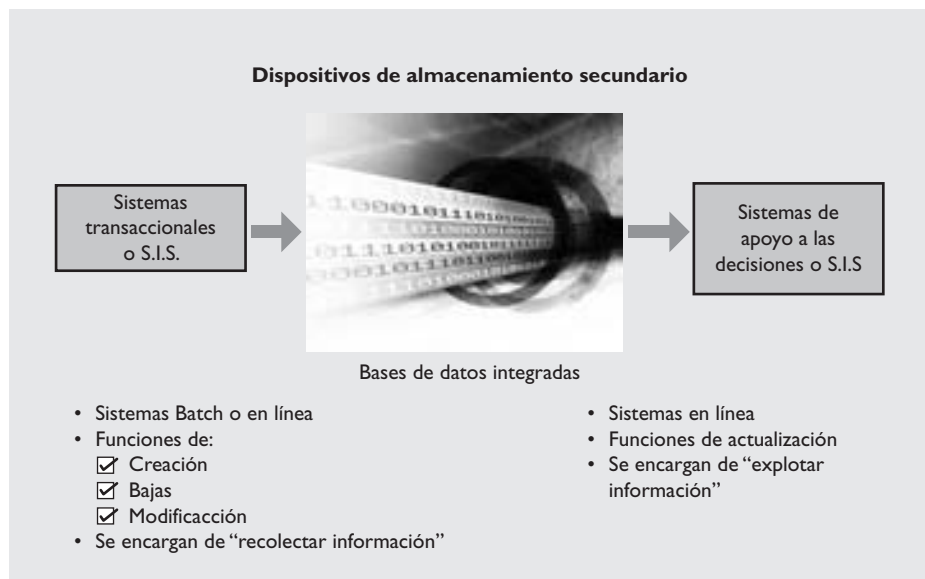 Dispositivos de almacenamiento secundario
Sistemas
transaccionales
o S.I.S.
Sistemas de
apoyo a las
decisiones o S.I.S
Bases de datos integradas
• Sistemas Batch o en línea
• Funciones de:
☑ Creación
☑ Bajas
☑ Modificacción
• Se encargan de “recolectar información”
• Sistemas en línea
• Funciones de actualización
• Se encargan de “explotar
información”